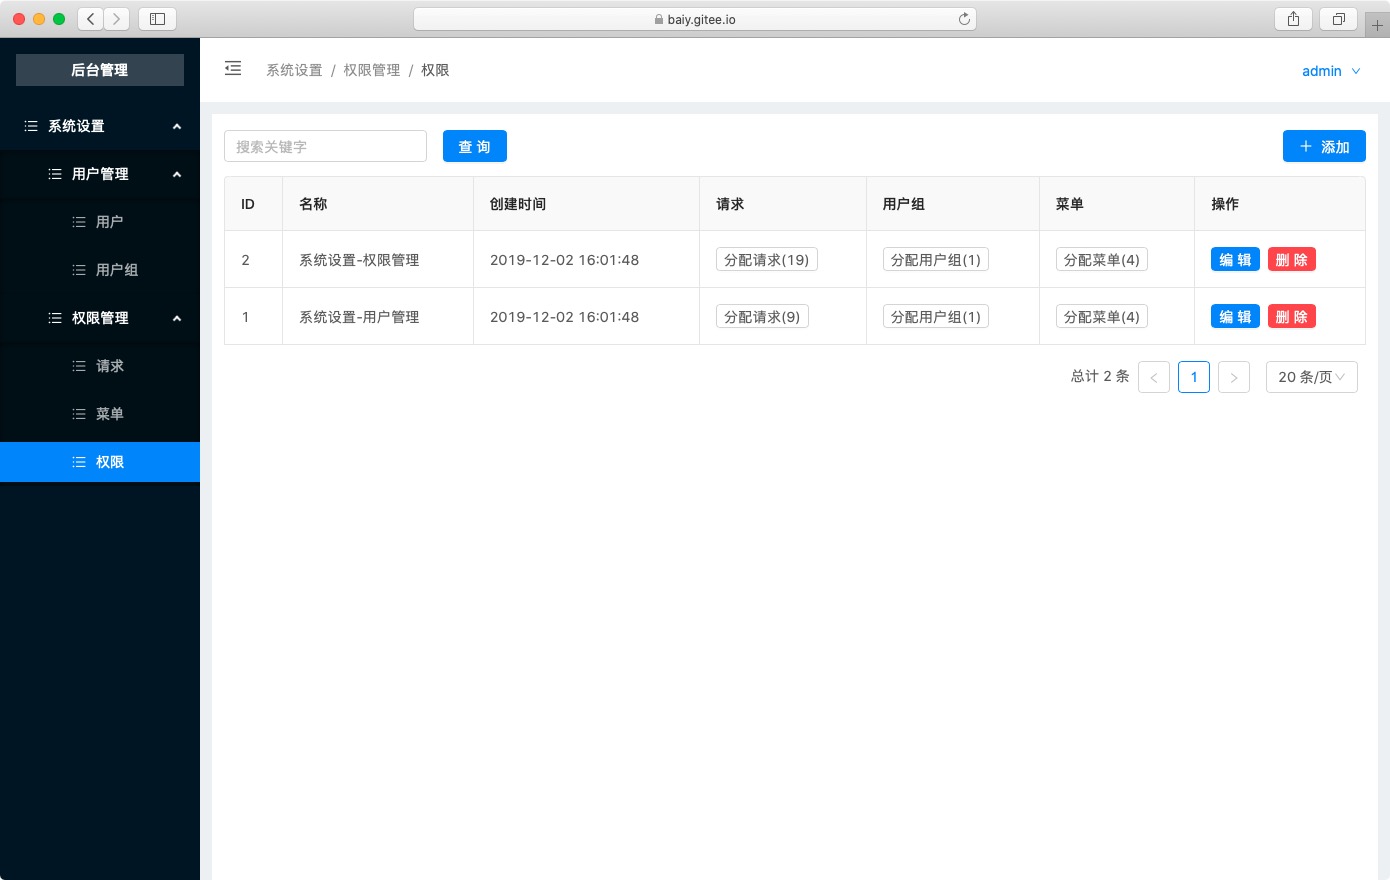 baiy.gitee.io
后台管理
系统设置
用户管理
用户
用户组
权限管理
请求
菜单
权限
系统设置 / 权限管理 / 权限
admin
搜索关键字
查 询
添加
ID 名称 创建时间 请求 用户组 菜单 操作
2 系统设置-权限管理 2019-12-02 16:01:48 分配请求(19) 分配用户组(1) 分配菜单(4) 编 辑 删 除
1 系统设置-用户管理 2019-12-02 16:01:48 分配请求(9) 分配用户组(1) 分配菜单(4) 编 辑 删 除
总计 2 条 < 1 > 20 条/页